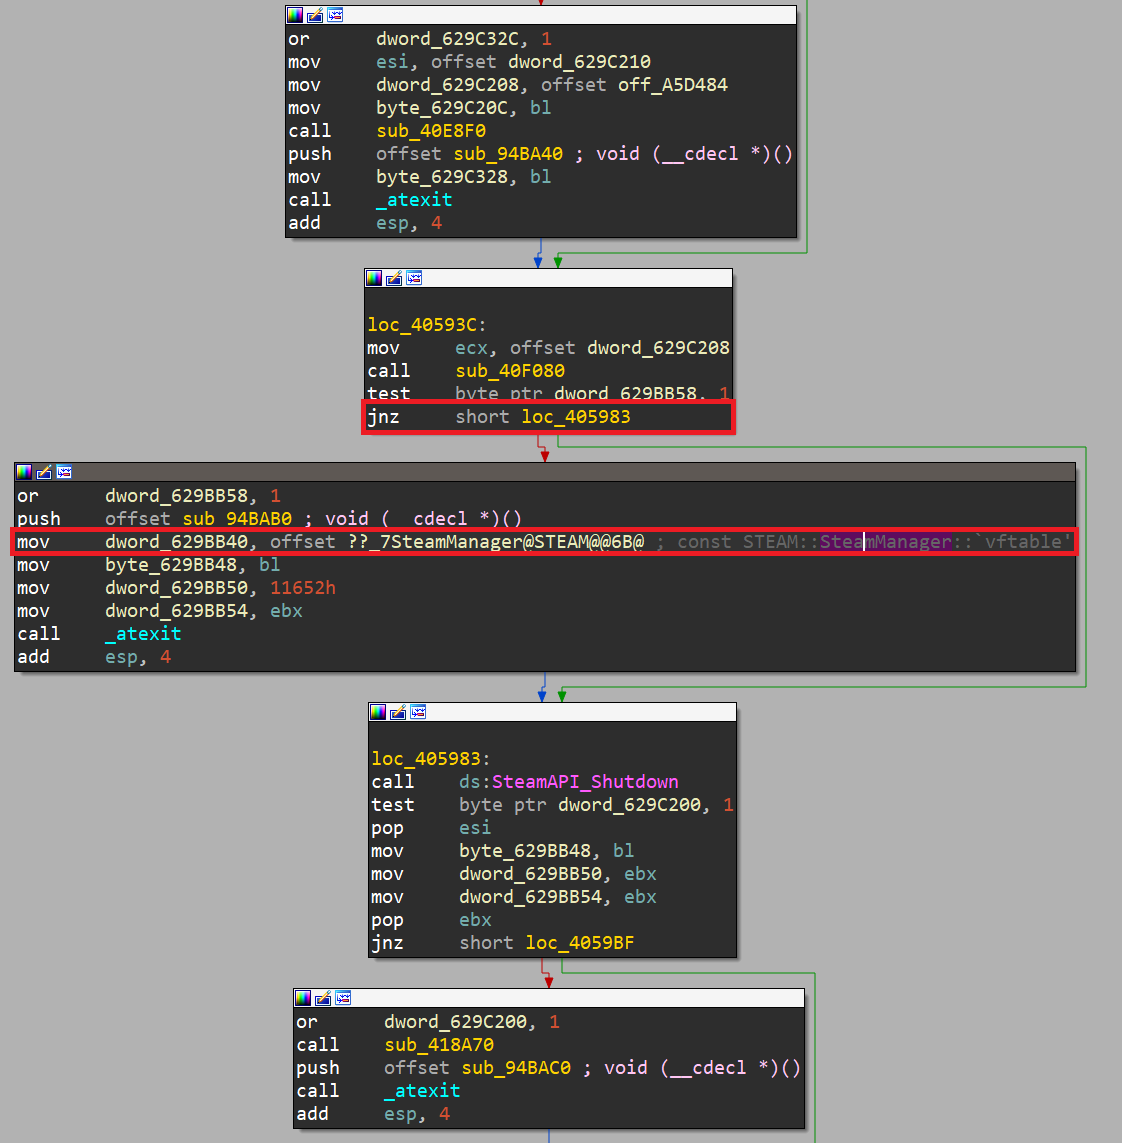 or dword_629C32C, 1
mov esi, offset dword_629C210
mov dword_629C208, offset off_A5D484
mov byte_629C20C, bl
call sub_40E8F0
push offset sub_94BA40 ; void (__cdecl *)()
mov byte_629C328, bl
call _atexit
add esp, 4
loc_40593C:
mov ecx, offset dword_629C208
call sub_40F080
test byte ptr dword_629BB58, 1
jnz short loc_405983
or dword_629BB58, 1
push offset sub_94BAB0 ; void (__cdecl *)()
mov dword_629BB40, offset ??_7SteamManager@STEAM@@6B@ ; const STEAM::SteamManager::`vftable'
mov byte_629BB48, bl
mov dword_629BB50, 11652h
mov dword_629BB54, ebx
call _atexit
add esp, 4
loc_405983:
call ds:SteamAPI_Shutdown
test byte ptr dword_629C200, 1
pop esi
mov byte_629BB48, bl
mov dword_629BB50, ebx
mov dword_629BB54, ebx
pop ebx
jnz short loc_4059BF
or dword_629C200, 1
call sub_418A70
push offset sub_94BAC0 ; void (__cdecl *)()
call _atexit
add esp, 4